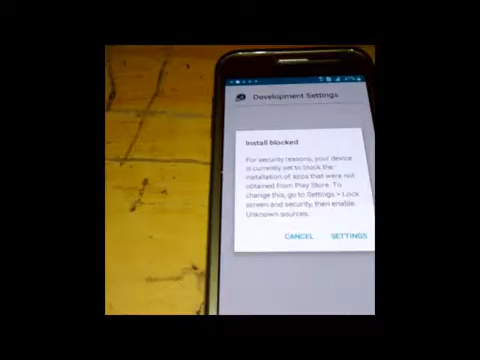 Development Settings
Install blocked
For security reasons, your device
is currently set to block the
installation of apps that were not
obtained from Play Store. To
change this, go to Settings > Lock
screen and security, then enable
Unknown sources.
CANCEL SETTINGS